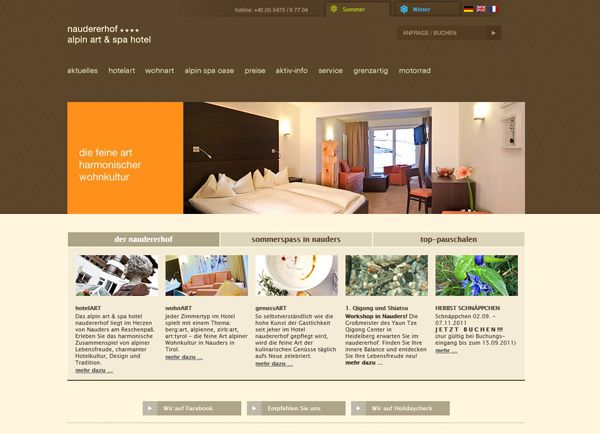 hotline: +43 (0) 5473 / 8 77 04
Sommer
Winter
naudererhof ★★★★
alpin art & spa hotel
ANFRAGE / BUCHEN
aktuelles hotelart wohnart alpin spa oase preise aktiv-info service grenzartig motorrad
die feine art
harmonischer
wohnkultur
der naudererhof
sommerspass in nauders
top-pauschalen
hotelART
Das alpin art & spa hotel
naudererhof liegt im Herzen
von Nauders am Reschenpaß.
Erleben Sie das harmonische
Zusammenspiel von alpiner
Lebensfreude, charmanter
Hotelkultur, Design und
Tradition.
mehr dazu ...
wohnART
Jeder Zimmertyp im Hotel
spielt mit einem Thema:
berg:art, alpienne, zirb:art,
art:tyrol - die feine Art alpiner
Wohnkultur in Nauders in
Tirol.
mehr dazu ...
genussART
So selbstverständlich wie die
hohe Kunst der Gastlichkeit
seit jeher im Hotel
naudererhof gepflegt wird,
wird die feine Art der
kulinarischen Genüsse täglich
aufs Neue zelebriert.
mehr dazu ...
1. Qigong und Shiatsu
Workshop in Nauders! Die
Großmeister des Yaun Tze
Qigong Center in
Heidelberg erwarten Sie im
naudererhof. Finden Sie Ihre
innere Balance und entdecken
Sie Ihre Lebensfreude neu!
mehr dazu ...
HERBST SCHNÄPPCHEN
Schnäppchen 02.09. -
07.11.2011
J E T Z T B U C H E N !!!
(nur gültig bei Buchungs-
eingang bis zum 15.09.2011)
mehr ...
Wir auf Facebook
Empfehlen Sie uns
Wir auf Holidaycheck